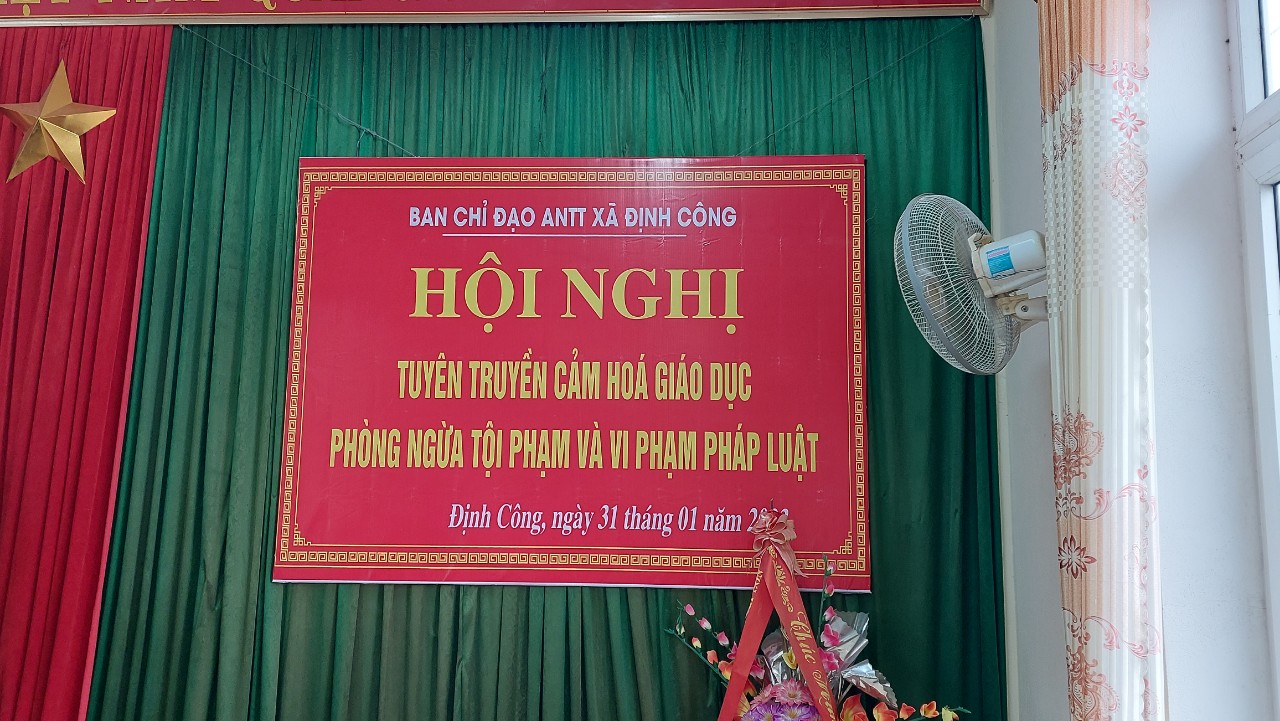 BAN CHỈ ĐẠO ANTT XÃ ĐỊNH CÔNG
HỘI NGHỊ
TUYÊN TRUYỀN CẢM HOÁ GIÁO DỤC
PHÒNG NGỪA TỘI PHẠM VÀ VI PHẠM PHÁP LUẬT
Định Công, ngày 31 tháng 01 năm
Chúc